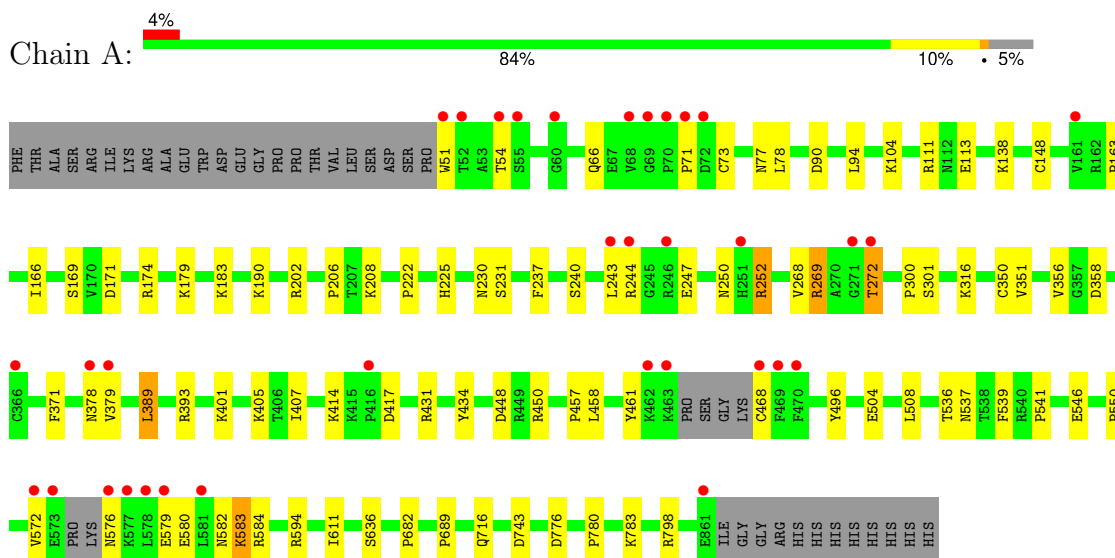 4%
Chain A:
84% 10% • 5%
PHE THR ALA SER ARG ILE LYS ARG ALA GLU TRP ASP GLU GLY PRO PRO THR VAL LEU SER ASP SER PRO W51 T52 A53 T54 S55 G60 Q66 E67 V68 G69 P70 P71 D72 C73 N77 L78 D90 L94 K104 R111 N112 E113 K138 C148 V161 R162
I166 S169 V170 D171 R174 K179 K183 K190 R202 P206 T207 K208 P222 H225 N230 S231 F237 S240 L243 R244 G245 R246 E247 N250 H251 R252 V268 R269 A270 G271 T272 P300 S301 K316 C350 V351 V356 G357 D358
C366 F371 N378 V379 L389 R393 K401 K405 T406 I407 K414 K415 P416 D417 R431 Y434 D448 R449 R450 P457 L458 Y461 K462 K463 PRO SER GLY LYS C468 F469 F470 Y496 E504 L508 T536 N537 T538 F539 R540 P541 E546
V572 E573 PRO LYS N576 K577 L578 E579 E580 L581 N582 K583 R584 R594 I611 S636 P682 P689 Q716 D743 D776 P780 K783 R798 E861 ILE GLY GLY ARG HIS HIS HIS HIS HIS HIS HIS HIS